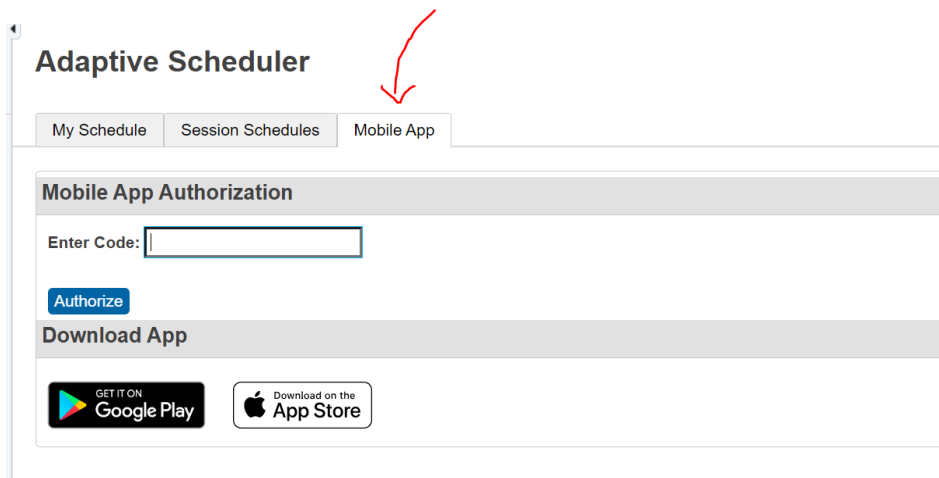 Adaptive Scheduler
My Schedule Session Schedules Mobile App
Mobile App Authorization
Enter Code:
Authorize
Download App
GET IT ON
Google Play
Download on the
App Store